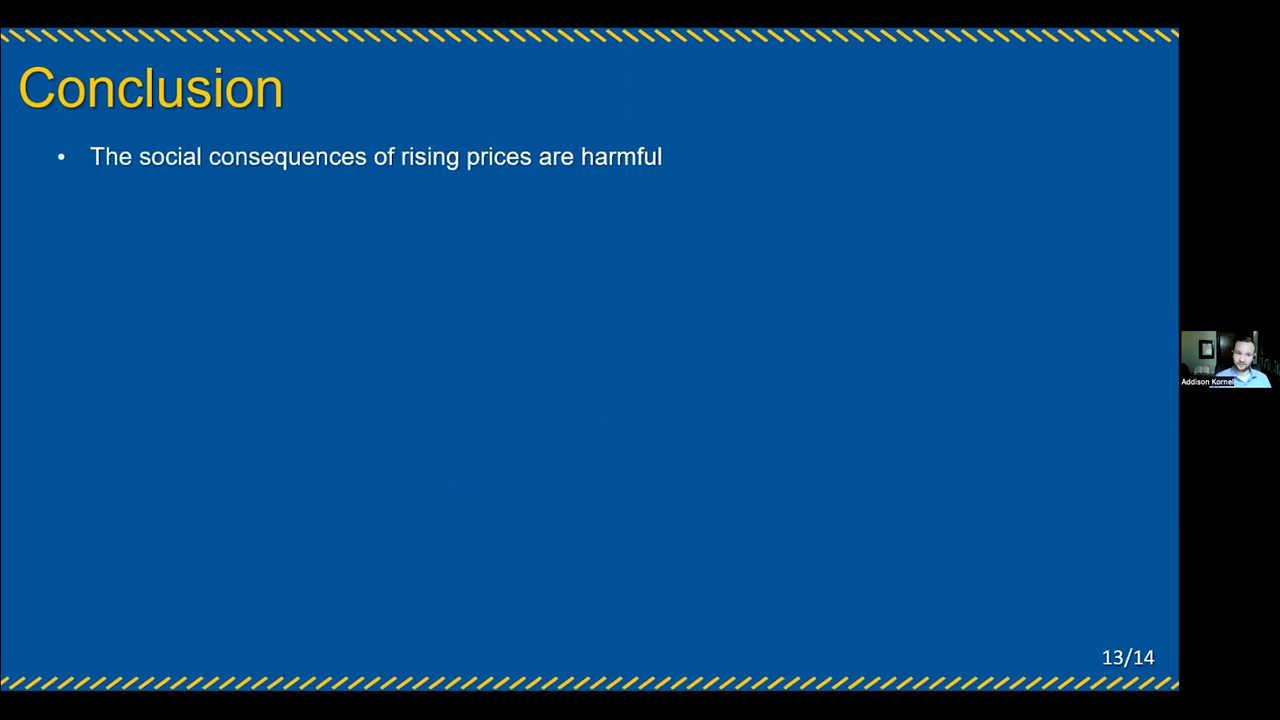 Conclusion
• The social consequences of rising prices are harmful
Addison Kornel
13/14